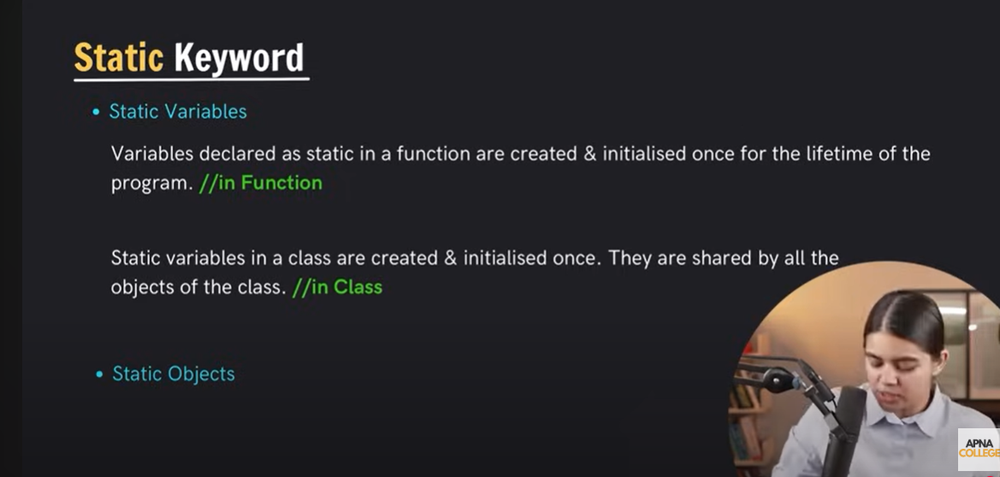 Static Keyword
• Static Variables
Variables declared as static in a function are created & initialised once for the lifetime of the
program. //in Function
Static variables in a class are created & initialised once. They are shared by all the
objects of the class. //in Class
• Static Objects
APNA
COLLEGE